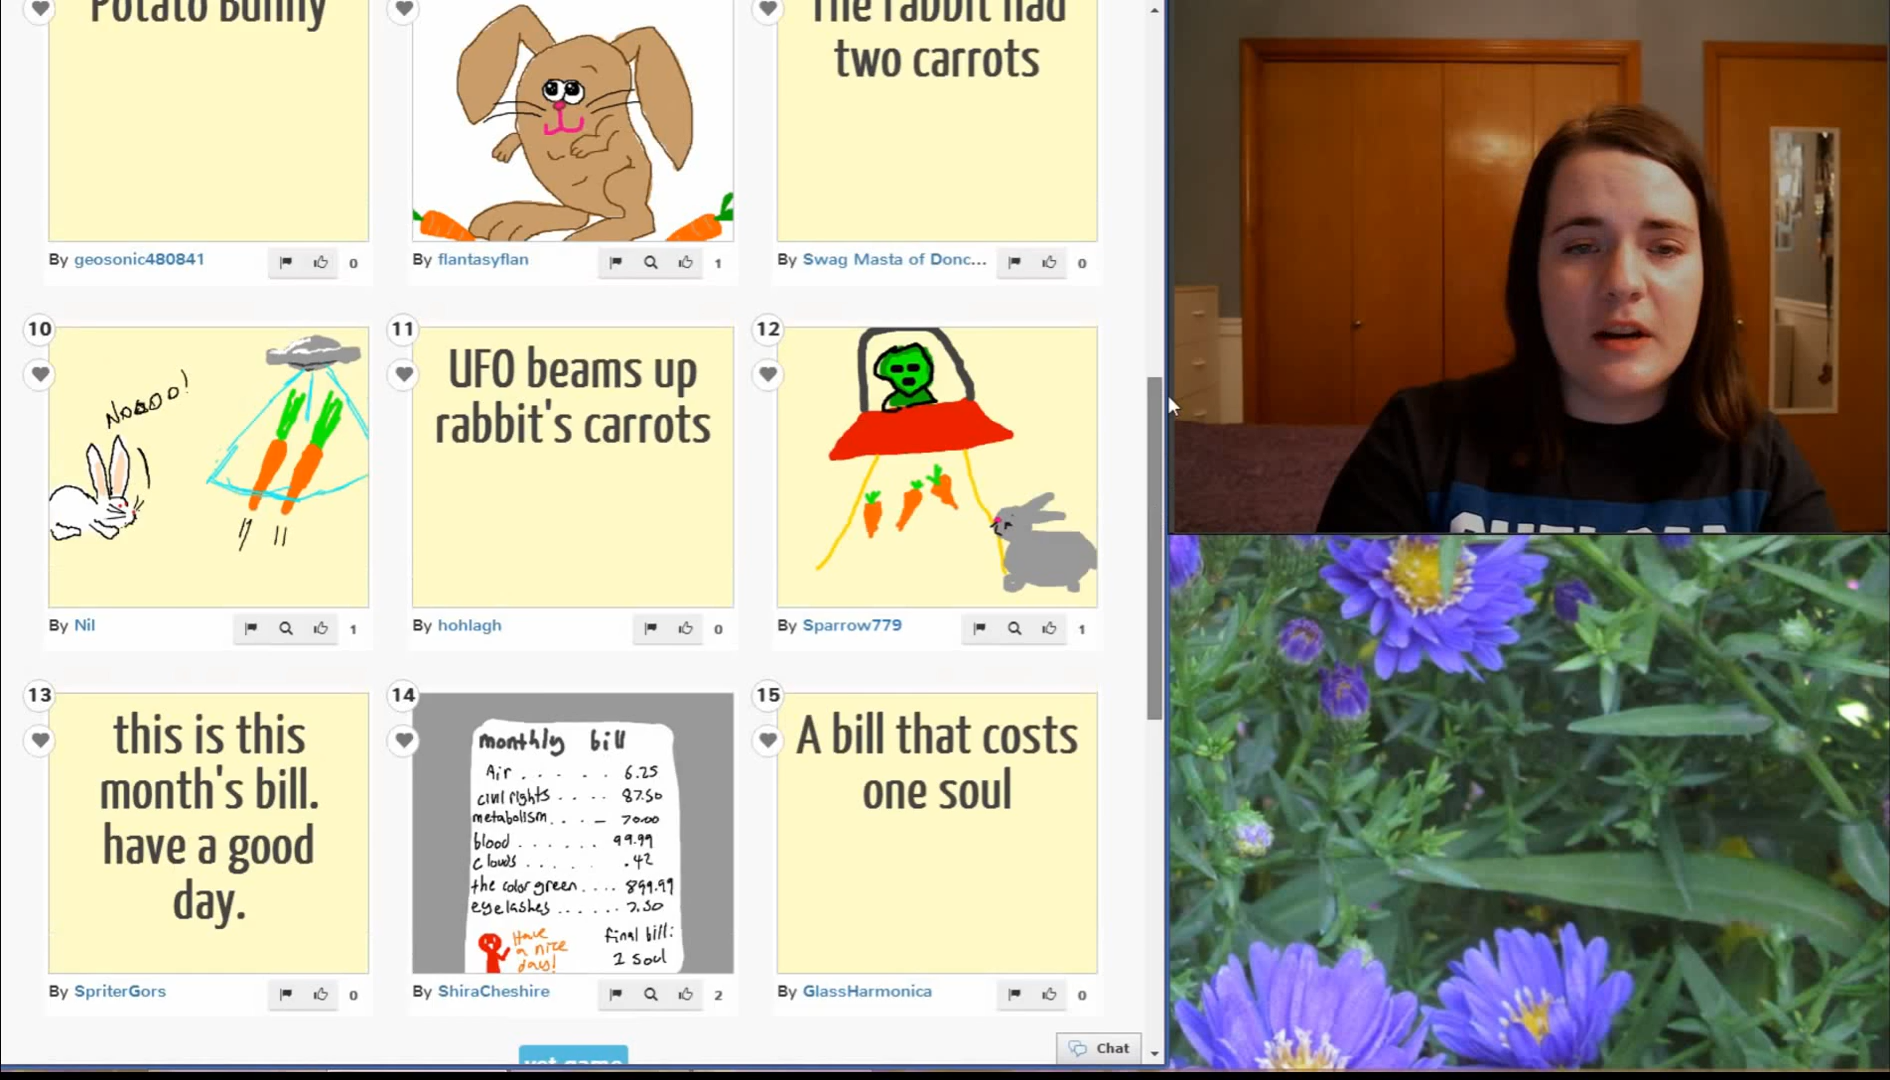 Potato Bunny
The rabbit had
two carrots
By geosonic480841
0
By flantasyflan
1
By Swag Masta of Donc...
0
10
Noooo!
11
UFO beams up
rabbit's carrots
12
By Nil
1
By hohlagh
0
By Sparrow779
1
13
this is this
month's bill.
have a good
day.
14
monthly bill
Air . . . . . . 6.25
civil rights . . . . 87.50
metabolism. . . – 70.00
blood . . . . . . 99.99
clouds . . . . . . .42
the color green . . . . 899.99
eyelashes . . . . . . 7.50
Have
a nice
day!
final bill:
1 soul
15
A bill that costs
one soul
By SpriterGors
0
By ShiraCheshire
2
By GlassHarmonica
0
Chat